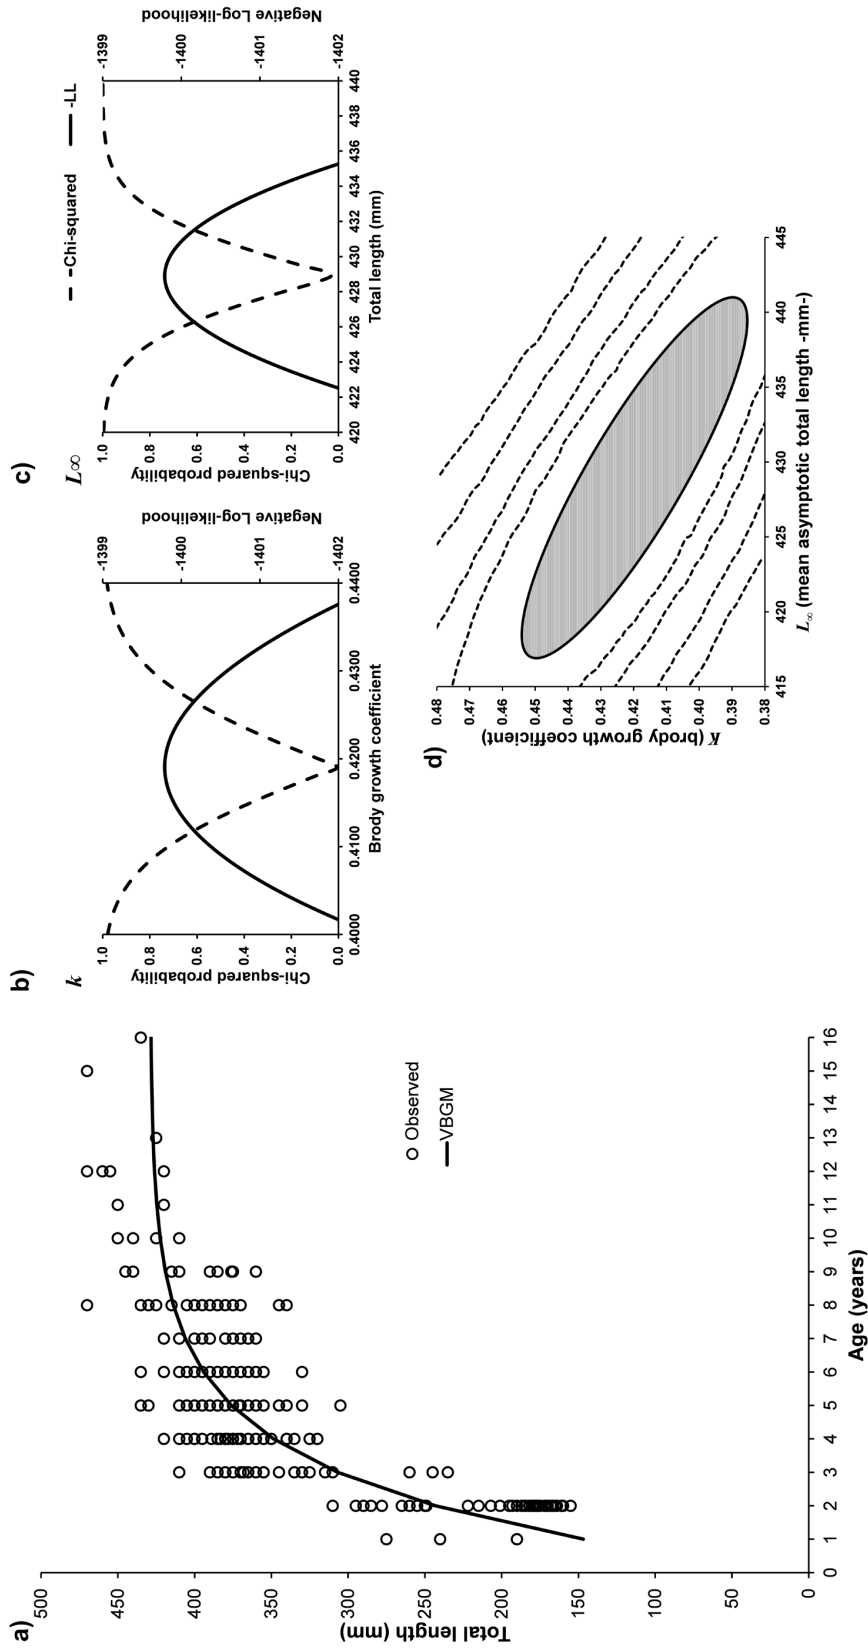 a)
Total length (mm)
500
450
400
350
300
250
200
150
100
50
0
0 1 2 3 4 5 6 7 8 9 10 11 12 13 14 15 16
Age (years)
Observed
VBGM
b)
k
Chi-squared probability
1.0
0.8
0.6
0.4
0.2
0.0
0.4000 0.4100 0.4200 0.4300 0.4400
Brody growth coefficient
-1399
-1400
-1401
-1402
Negative Log-likelihood
c)
L∞
Chi-squared -LL
Chi-squared probability
1.0
0.8
0.6
0.4
0.2
0.0
420 422 424 426 428 430 432 434 436 438 440
Total length (mm)
-1399
-1400
-1401
-1402
Negative Log-likelihood
d)
K (brody growth coefficient)
0.48
0.47
0.46
0.45
0.44
0.43
0.42
0.41
0.40
0.39
0.38
415 420 425 430 435 440 445
L∞ (mean asymptotic total length -mm-)